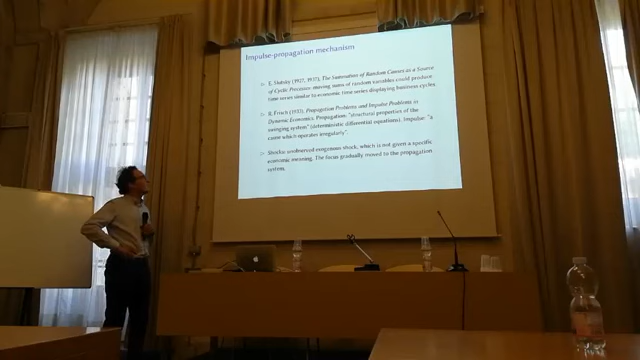 Impulse-propagation mechanism
E. Slutsky (1927, 1937), The Summation of Random Causes as a Source
of Cyclic Processes: moving sums of random variables could produce
time series similar to economic time series displaying business cycles.
R. Frisch (1933), Propagation Problems and Impulse Problems in
Dynamic Economics. Propagation: "structural properties of the
swinging system" (deterministic differential equations). Impulse: "a
cause which operates irregularly".
Shocks: unobserved exogenous shock, which is not given a specific
economic meaning. The focus gradually moved to the propagation
system.